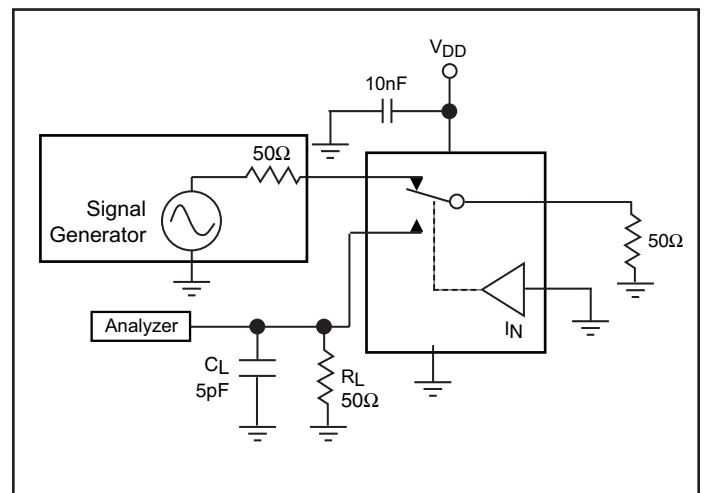 VDD
10nF
50Ω
Signal
Generator
50Ω
Analyzer
IN
CL
5pF
RL
50Ω